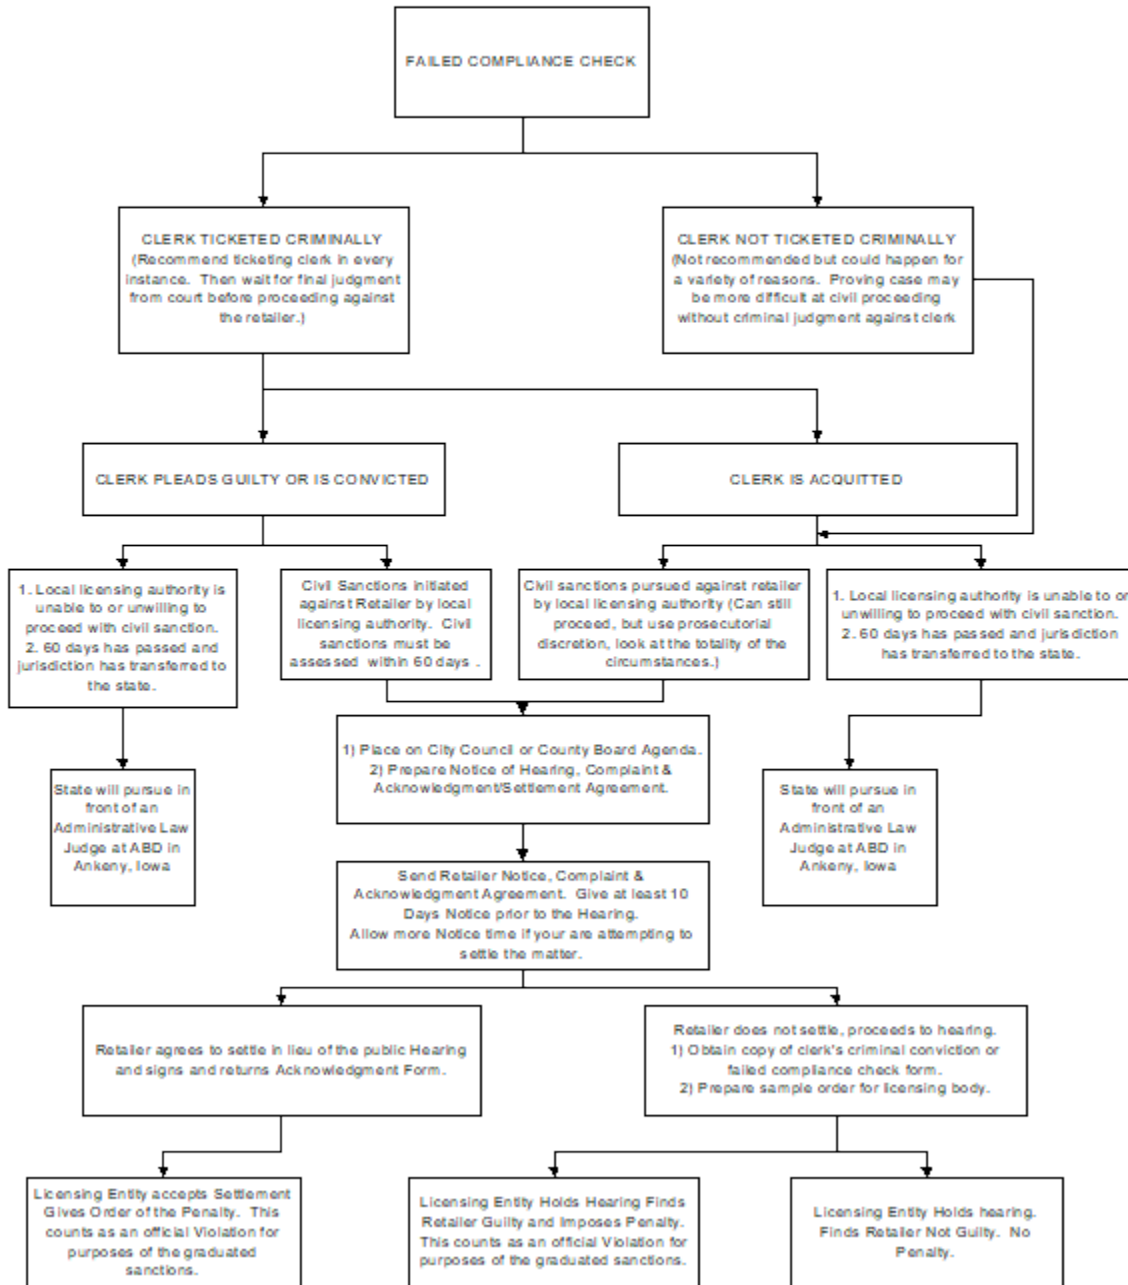 FAILED COMPLIANCE CHECK
CLERK TICKETED CRIMINALLY
(Recommend ticketing clerk in every
instance. Then wait for final judgment
from court before proceeding against
the retailer.)
CLERK NOT TICKETED CRIMINALLY
(Not recommended but could happen for
a variety of reasons. Proving case may
be more difficult at civil proceeding
without criminal judgment against clerk
CLERK PLEADS GUILTY OR IS CONVICTED
CLERK IS ACQUITTED
1. Local licensing authority is
unable to or unwilling to
proceed with civil sanction.
2. 60 days has passed and
jurisdiction has transferred to
the state.
Civil Sanctions initiated
against Retailer by local
licensing authority. Civil
sanctions must be
assessed within 60 days .
Civil sanctions pursued against retailer
by local licensing authority (Can still
proceed, but use prosecutorial
discretion, look at the totality of the
circumstances.)
1. Local licensing authority is unable to or
unwilling to proceed with civil sanction.
2. 60 days has passed and jurisdiction
has transferred to the state.
1) Place on City Council or County Board Agenda.
2) Prepare Notice of Hearing, Complaint &
Acknowledgment/Settlement Agreement.
State will pursue in
front of an
Administrative Law
Judge at ABD in
Ankeny, Iowa
State will pursue in
front of an
Administrative Law
Judge at ABD in
Ankeny, Iowa
Send Retailer Notice, Complaint &
Acknowledgment Agreement. Give at least 10
Days Notice prior to the Hearing.
Allow more Notice time if your are attempting to
settle the matter.
Retailer agrees to settle in lieu of the public Hearing
and signs and returns Acknowledgment Form.
Retailer does not settle, proceeds to hearing.
1) Obtain copy of clerk's criminal conviction or
failed compliance check form.
2) Prepare sample order for licensing body.
Licensing Entity accepts Settlement
Gives Order of the Penalty. This
counts as an official Violation for
purposes of the graduated
sanctions.
Licensing Entity Holds Hearing Finds
Retailer Guilty and Imposes Penalty.
This counts as an official Violation for
purposes of the graduated sanctions.
Licensing Entity Holds hearing.
Finds Retailer Not Guilty. No
Penalty.